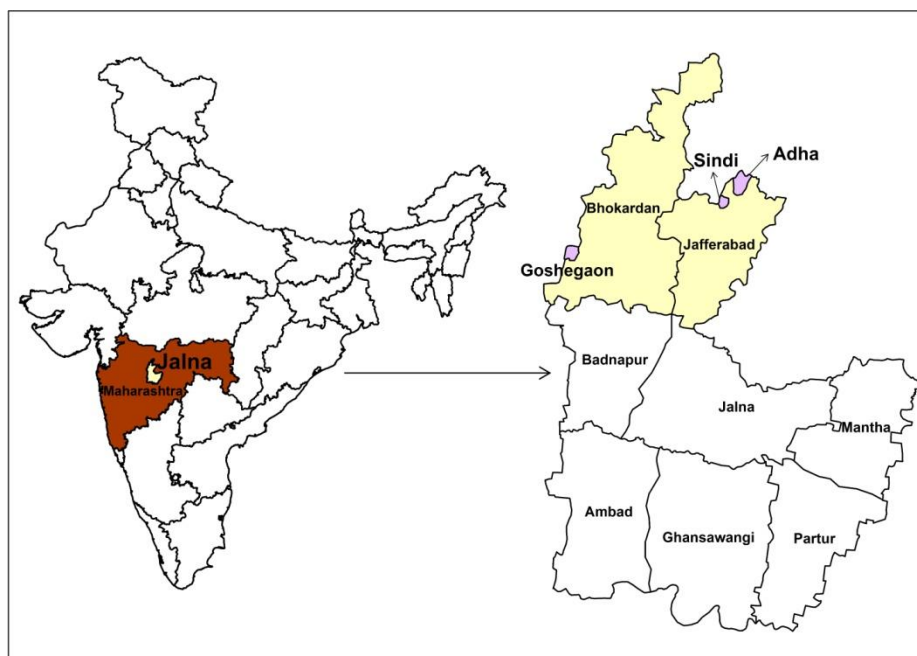 Jalna
Maharashtra
Sindi
Adha
Bhokardan
Jafferabad
Goshegaon
Badnapur
Jalna
Mantha
Ambad
Ghansawangi
Partur